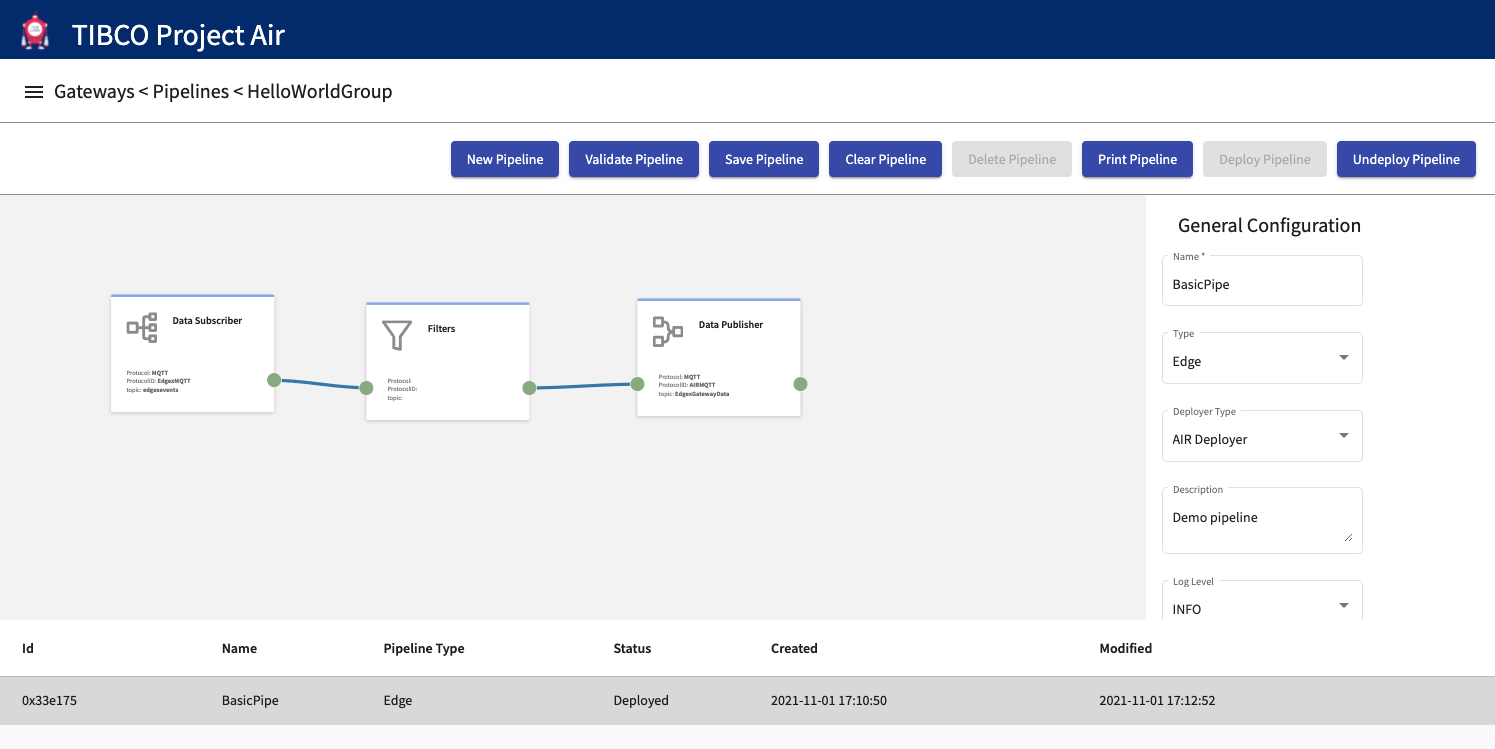 TIBCO Project Air
Gateways < Pipelines < HelloWorldGroup
New Pipeline
Validate Pipeline
Save Pipeline
Clear Pipeline
Delete Pipeline
Print Pipeline
Deploy Pipeline
Undeploy Pipeline
Data Subscriber
Protocol: MQTT
ProtocolID: EdgexMQTT
topic: edgexevents
Filters
Protocol:
ProtocolID:
topic:
Data Publisher
Protocol: MQTT
ProtocolID: AIRMQTT
topic: EdgexGatewayData
General Configuration
Name *
BasicPipe
Type
Edge
Deployer Type
AIR Deployer
Description
Demo pipeline
Log Level
INFO
Id Name Pipeline Type Status Created Modified
0x33e175 BasicPipe Edge Deployed 2021-11-01 17:10:50 2021-11-01 17:12:52